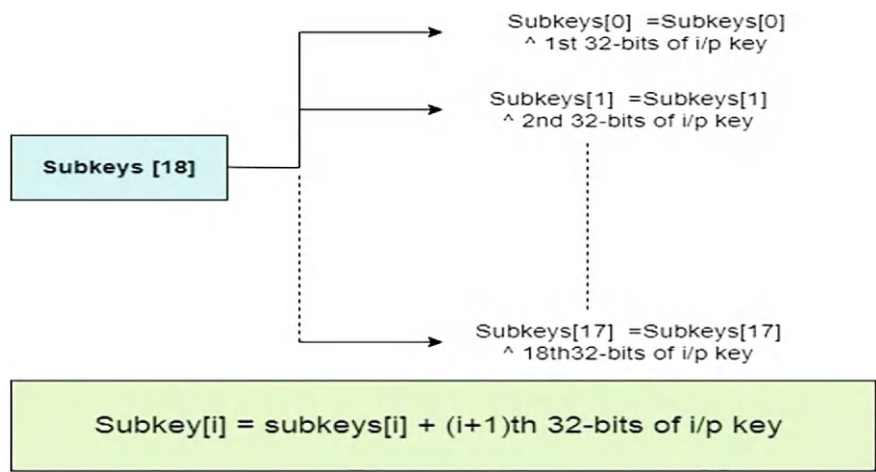 Subkeys[0] =Subkeys[0]
^ 1st 32-bits of i/p key
Subkeys[1] =Subkeys[1]
^ 2nd 32-bits of i/p key
Subkeys [18]
Subkeys[17] =Subkeys[17]
^ 18th32-bits of i/p key
Subkey[i] = subkeys[i] + (i+1)th 32-bits of i/p key